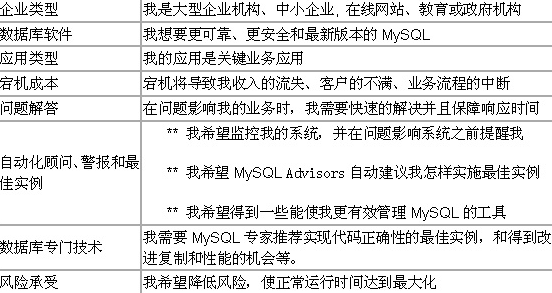 企业类型 我是大型企业机构、中小企业, 在线网站、教育或政府机构
数据库软件 我想要更可靠、更安全和最新版本的 MySQL
应用类型 我的应用是关键业务应用
宕机成本 宕机将导致我收入的流失、客户的不满、业务流程的中断
问题解答 在问题影响我的业务时，我需要快速的解决并且保障响应时间
自动化顾问、警报和最
佳实例
** 我希望监控我的系统，并在问题影响系统之前提醒我
** 我希望 MySQL Advisors 自动建议我怎样实施最佳实例
** 我希望得到一些能使我更有效管理 MySQL 的工具
数据库专门技术
我需要 MySQL 专家推荐实现代码正确性的最佳实例，和得到改
进复制和性能的机会等。
风险承受 我希望降低风险，使正常运行时间达到最大化